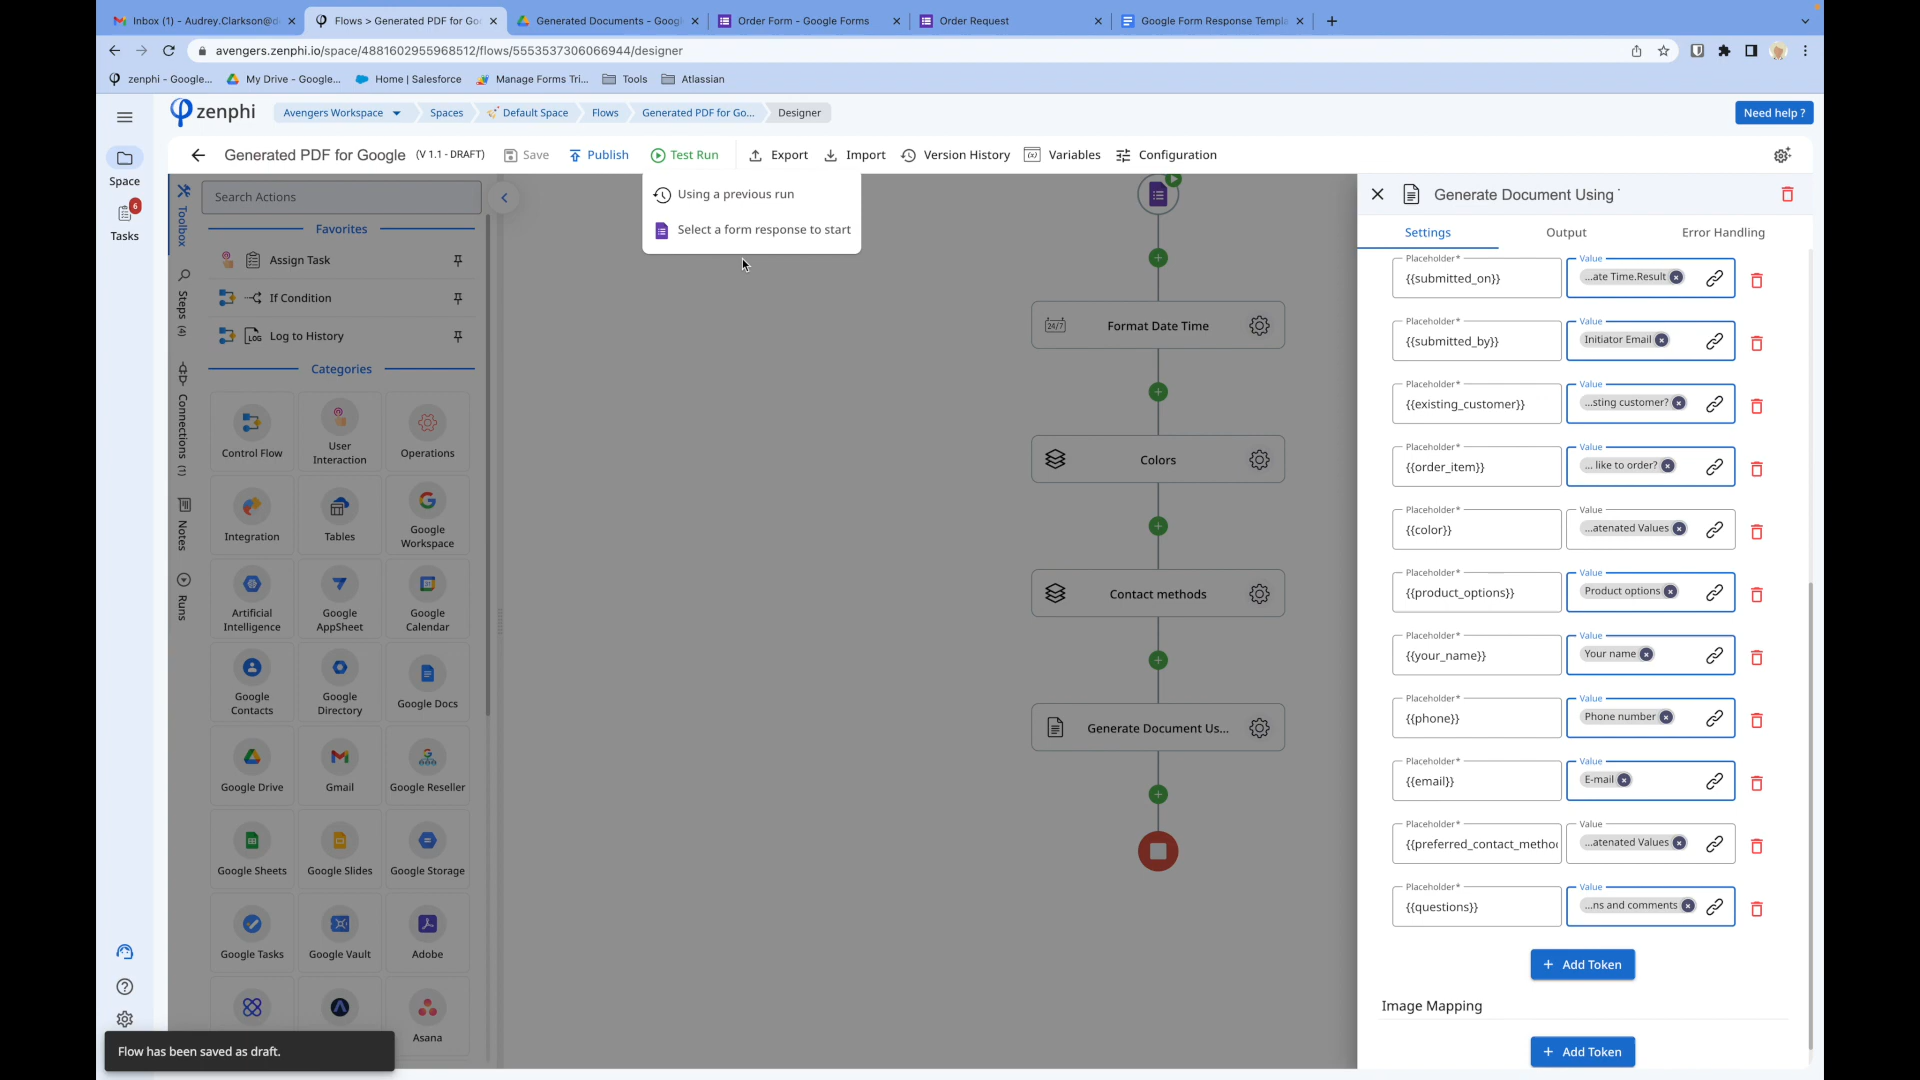 Inbox (1) - Audrey.Clarkson@d
Flows > Generated PDF for Go
Generated Documents - Googl
Order Form - Google Forms
Order Request
Google Form Response Templa
avengers.zenphi.io/space/4881602955968512/flows/5553537306066944/designer
zenphi - Google...
My Drive - Google...
Home | Salesforce
Manage Forms Tri...
Tools
Atlassian
zenphi
Avengers Workspace
Spaces
Default Space
Flows
Generated PDF for Go...
Designer
Need help ?
Generated PDF for Google
(V 1.1 - DRAFT)
Save
Publish
Test Run
Export
Import
Version History
Variables
Configuration
Using a previous run
Select a form response to start
Space
6
Tasks
Toolbox
Steps (4)
Connections (1)
Notes
Runs
Search Actions
Favorites
Assign Task
If Condition
LOG
Log to History
Categories
Control Flow
User Interaction
Operations
Integration
Tables
Google Workspace
Artificial Intelligence
Google AppSheet
Google Calendar
Google Contacts
Google Directory
Google Docs
Google Drive
Gmail
Google Reseller
Google Sheets
Google Slides
Google Storage
Google Tasks
Google Vault
Adobe
Asana
Flow has been saved as draft.
24/7
Format Date Time
Colors
Contact methods
Generate Document Us...
Generate Document Using
Settings
Output
Error Handling
Placeholder*
{{submitted_on}}
Value
...ate Time.Result
Placeholder*
{{submitted_by}}
Value
Initiator Email
Placeholder*
{{existing_customer}}
Value
...sting customer?
Placeholder*
{{order_item}}
Value
... like to order?
Placeholder*
{{color}}
Value
...atenated Values
Placeholder*
{{product_options}}
Value
Product options
Placeholder*
{{your_name}}
Value
Your name
Placeholder*
{{phone}}
Value
Phone number
Placeholder*
{{email}}
Value
E-mail
Placeholder*
{{preferred_contact_method
Value
...atenated Values
Placeholder*
{{questions}}
Value
...ns and comments
+ Add Token
Image Mapping
+ Add Token